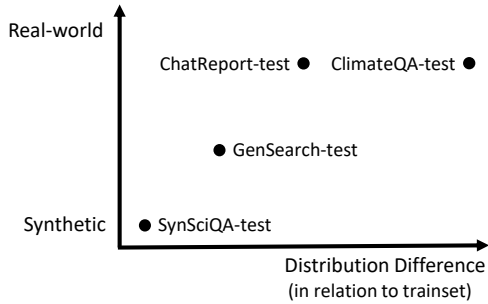 Real-world
ChatReport-test
ClimateQA-test
GenSearch-test
Synthetic
SynSciQA-test
Distribution Difference
(in relation to trainset)